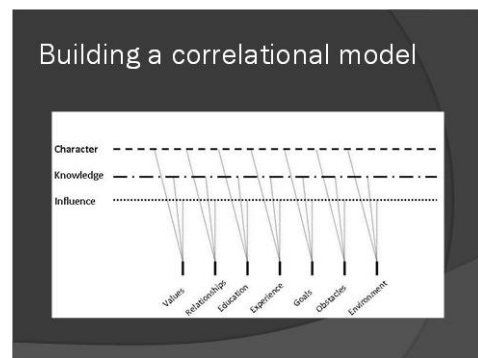 Building a correlational model
Character
Knowledge
Influence
Values
Relationships
Education
Experience
Goals
Obstacles
Environment